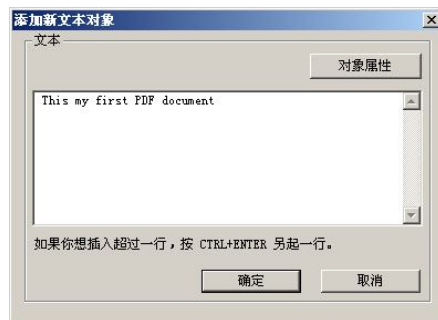 添加新文本对象
文本
对象属性
This my first PDF document
如果你想插入超过一行，按 CTRL+ENTER 另起一行。
确定
取消